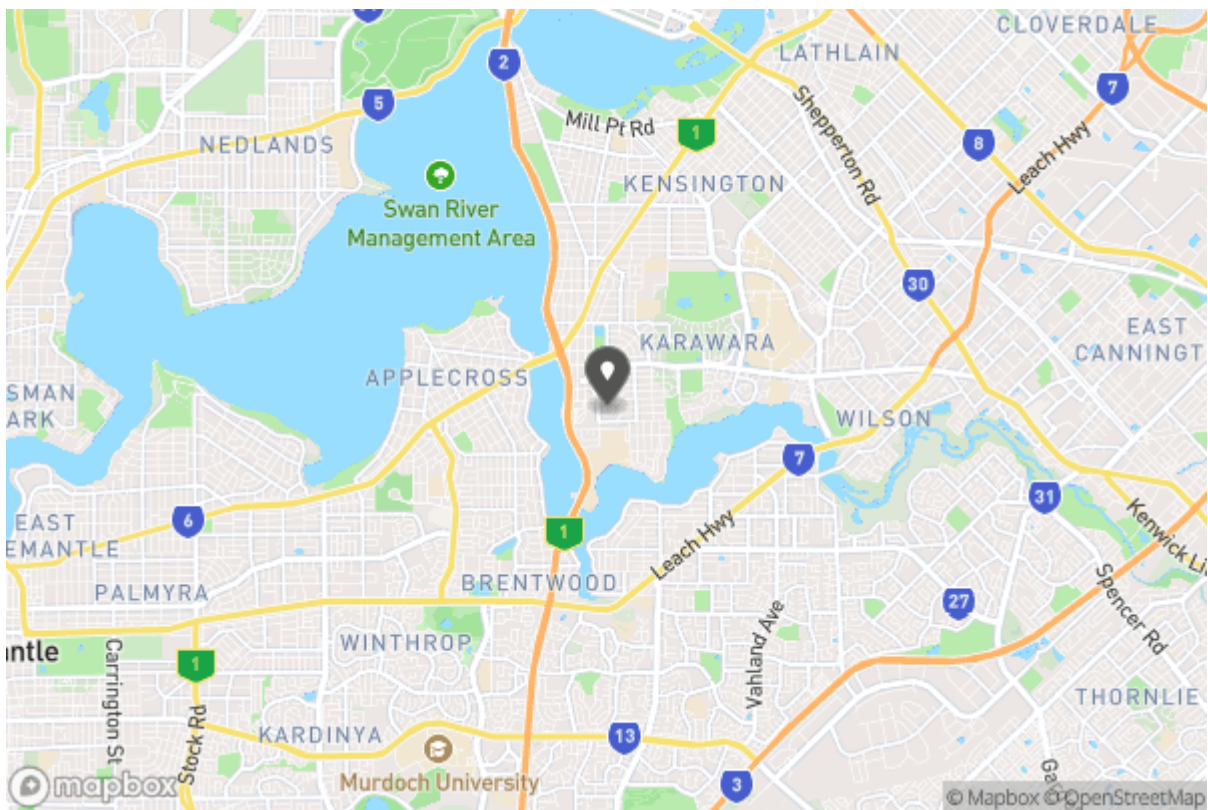 CLOVERDALE
LATHLAIN
2
7
5
Mill Pt Rd
1
8
NEDLANDS
Shepperton Rd
Leach Hwy
KENSINGTON
Swan River
Management Area
30
KARAWARA
EAST
CANNINGT
APPLECROSS
SMAN
ARK
WILSON
7
31
6
EAST
EMANTLE
1
Leach Hwy
Kenwick Li
BRENTWOOD
PALMYRA
27
Spencer Rd
Vahland Ave
WINTHROP
antle
1
Carrington St
Stock Rd
THORNLIE
KARDINYA
13
Murdoch University
3
Ga
mapbox
© Mapbox © OpenStreetMap